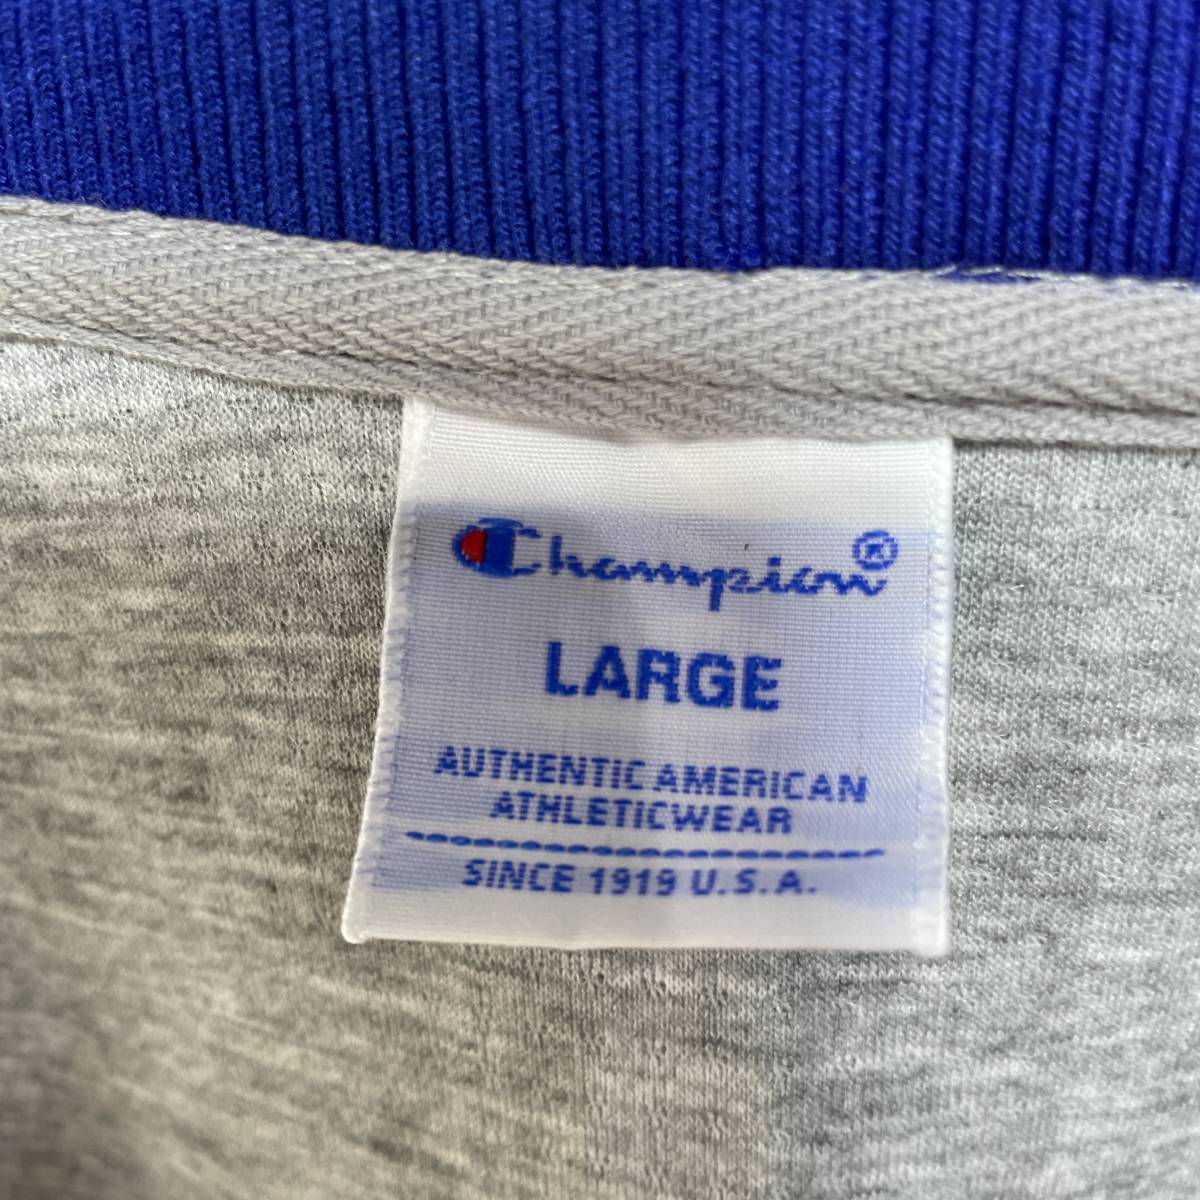 Champion®
LARGE
AUTHENTIC AMERICAN
ATHLETICWEAR
SINCE 1919 U.S.A.